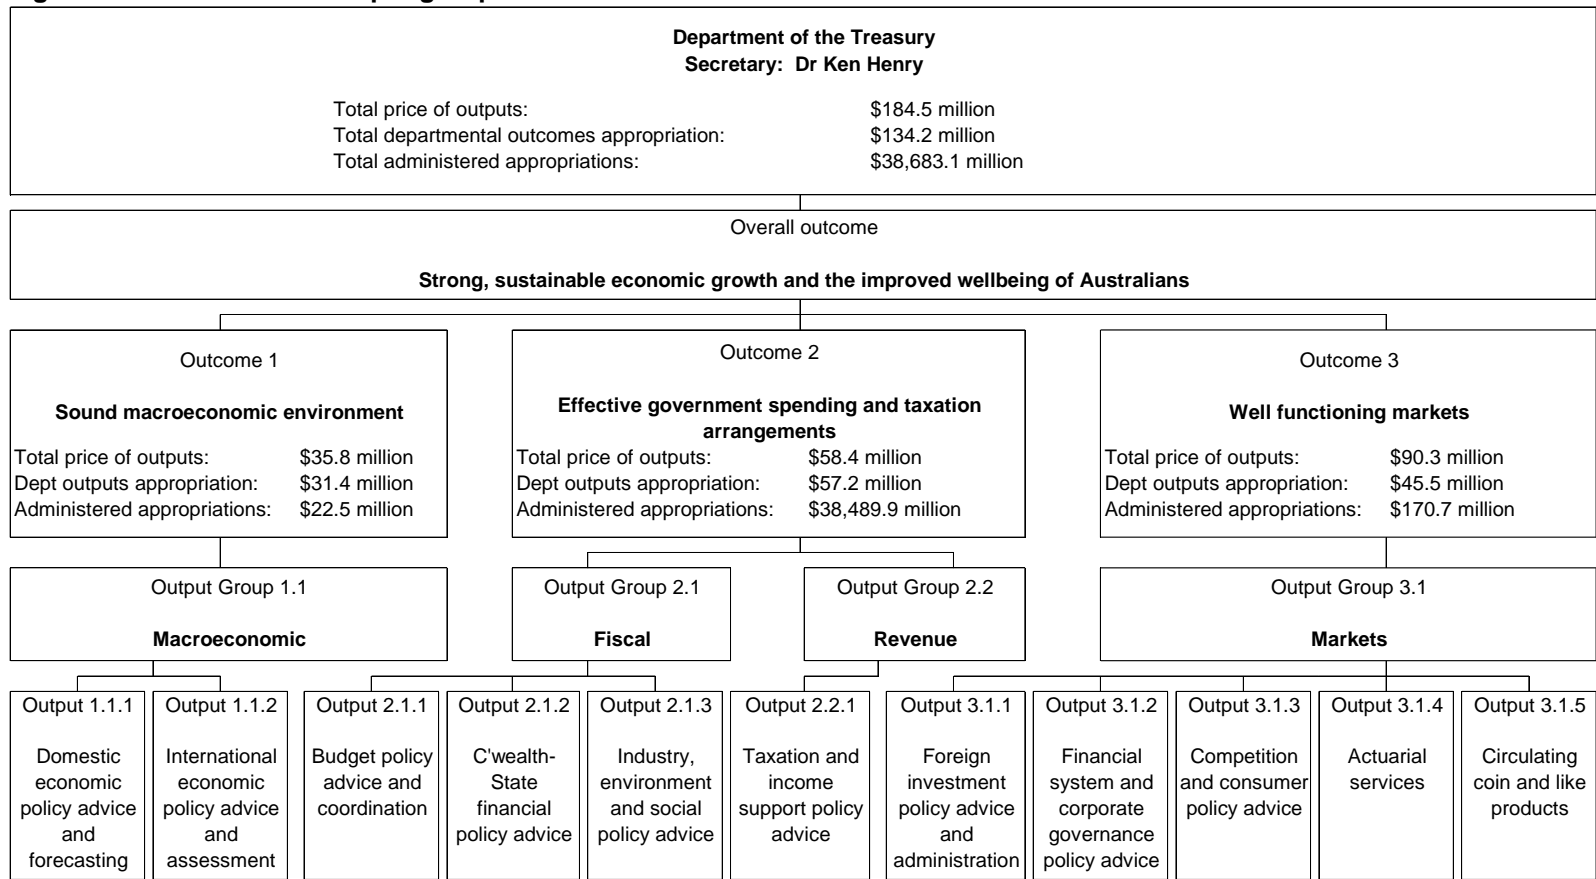 Department of the Treasury
Secretary: Dr Ken Henry
Total price of outputs: $184.5 million
Total departmental outcomes appropriation: $134.2 million
Total administered appropriations: $38,683.1 million
Overall outcome
Strong, sustainable economic growth and the improved wellbeing of Australians
Outcome 1
Sound macroeconomic environment
Total price of outputs: $35.8 million
Dept outputs appropriation: $31.4 million
Administered appropriations: $22.5 million
Outcome 2
Effective government spending and taxation
arrangements
Total price of outputs: $58.4 million
Dept outputs appropriation: $57.2 million
Administered appropriations: $38,489.9 million
Outcome 3
Well functioning markets
Total price of outputs: $90.3 million
Dept outputs appropriation: $45.5 million
Administered appropriations: $170.7 million
Output Group 1.1
Macroeconomic
Output Group 2.1
Fiscal
Output Group 2.2
Revenue
Output Group 3.1
Markets
Output 1.1.1
Domestic
economic
policy advice
and
forecasting
Output 1.1.2
International
economic
policy advice
and
assessment
Output 2.1.1
Budget policy
advice and
coordination
Output 2.1.2
C'wealth-
State
financial
policy advice
Output 2.1.3
Industry,
environment
and social
policy advice
Output 2.2.1
Taxation and
income
support policy
advice
Output 3.1.1
Foreign
investment
policy advice
and
administration
Output 3.1.2
Financial
system and
corporate
governance
policy advice
Output 3.1.3
Competition
and consumer
policy advice
Output 3.1.4
Actuarial
services
Output 3.1.5
Circulating
coin and like
products